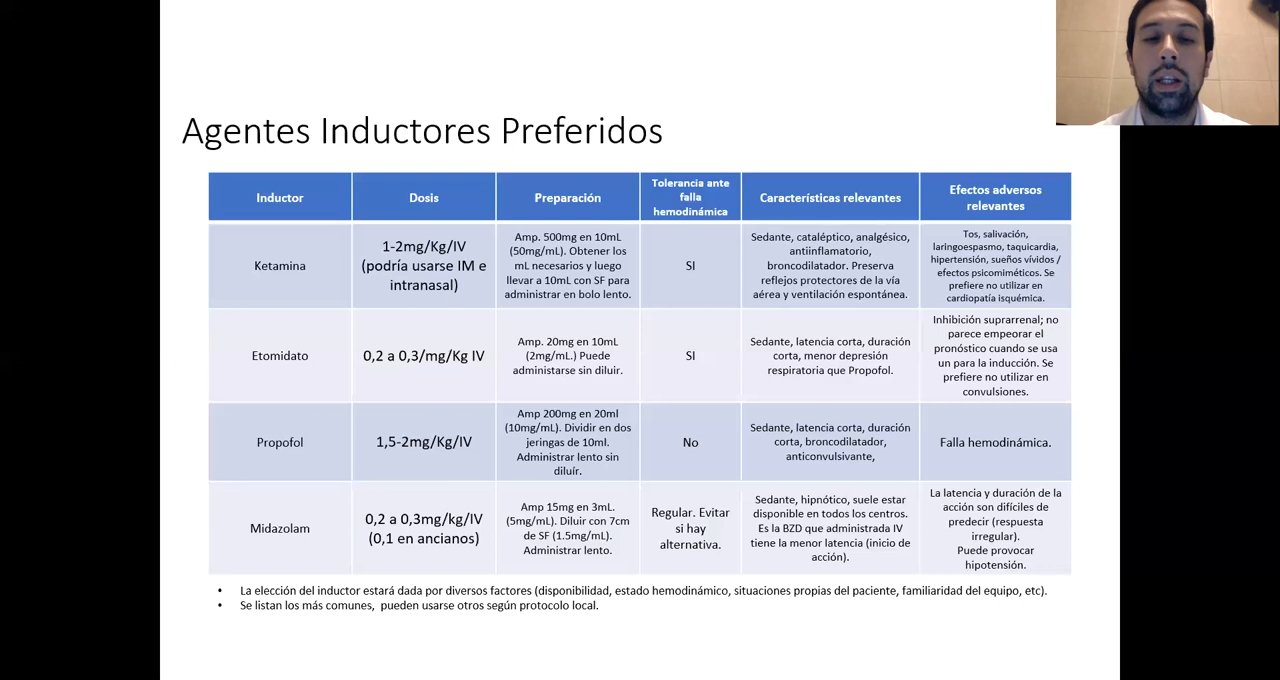 Agentes Inductores Preferidos
Inductor
Dosis
Preparación
Tolerancia ante
falla
hemodinámica
Características relevantes
Efectos adversos
relevantes
Ketamina
1-2mg/Kg/IV
(podría usarse IM e
intranasal)
Amp. 500mg en 10mL
(50mg/mL). Obtener los
mL necesarios y luego
llevar a 10mL con SF para
administrar en bolo lento.
SI
Sedante, cataléptico, analgésico,
antiinflamatorio,
broncodilatador. Preserva
reflejos protectores de la vía
aérea y ventilación espontánea.
Tos, salivación,
laringoespasmo, taquicardia,
hipertensión, sueños vívidos /
efectos psicomiméticos. Se
prefiere no utilizar en
cardiopatía isquémica.
Etomidato
0,2 a 0,3/mg/Kg IV
Amp. 20mg en 10mL
(2mg/mL.) Puede
administarse sin diluir.
SI
Sedante, latencia corta, duración
corta, menor depresión
respiratoria que Propofol.
Inhibición suprarrenal; no
parece empeorar el
pronóstico cuando se usa
un para la inducción. Se
prefiere no utilizar en
convulsiones.
Propofol
1,5-2mg/Kg/IV
Amp 200mg en 20ml
(10mg/mL). Dividir en dos
jeringas de 10ml.
Administrar lento sin
diluír.
No
Sedante, latencia corta, duración
corta, broncodilatador,
anticonvulsivante,
Falla hemodinámica.
Midazolam
0,2 a 0,3mg/kg/IV
(0,1 en ancianos)
Amp 15mg en 3mL.
(5mg/mL). Diluir con 7cm
de SF (1.5mg/mL).
Administrar lento.
Regular. Evitar
si hay
alternativa.
Sedante, hipnótico, suele estar
disponible en todos los centros.
Es la BZD que administrada IV
tiene la menor latencia (inicio de
acción).
La latencia y duración de la
acción son difíciles de
predecir (respuesta
irregular).
Puede provocar
hipotensión.
• La elección del inductor estará dada por diversos factores (disponibilidad, estado hemodinámico, situaciones propias del paciente, familiaridad del equipo, etc).
• Se listan los más comunes, pueden usarse otros según protocolo local.